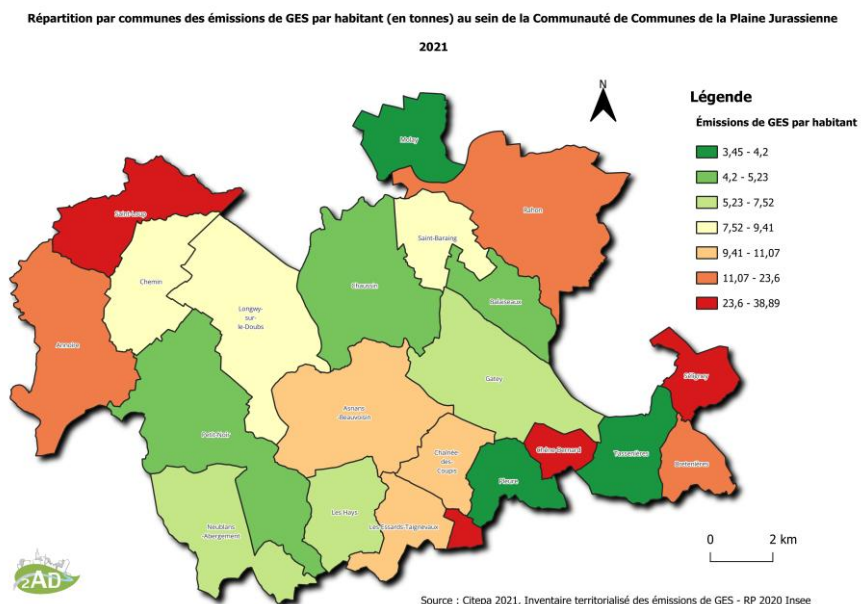 Répartition par communes des émissions de GES par habitant (en tonnes) au sein de la Communauté de Communes de la Plaine Jurassienne
2021
N
Légende
Émissions de GES par habitant
3,45 - 4,2
4,2 - 5,23
5,23 - 7,52
7,52 - 9,41
9,41 - 11,07
11,07 - 23,6
23,6 - 38,89
Molay
Rahon
Saint-Loup
Saint-Baraing
Chemin
Chaussin
Balaiseaux
Longwy-
sur-
le-Doubs
Annoire
Gatey
Séligney
Asnans
-Beauvoisin
Petit-Noir
Chaînée
-des-
Coupis
Chêne-Bernard
Tassenières
Bretenières
Pleure
Les Hays
Les Essards-Taignevaux
Neublans
-Abergement
0 2 km
2AD
Source : Citepa 2021, Inventaire territorialisé des émissions de GES - RP 2020 Insee